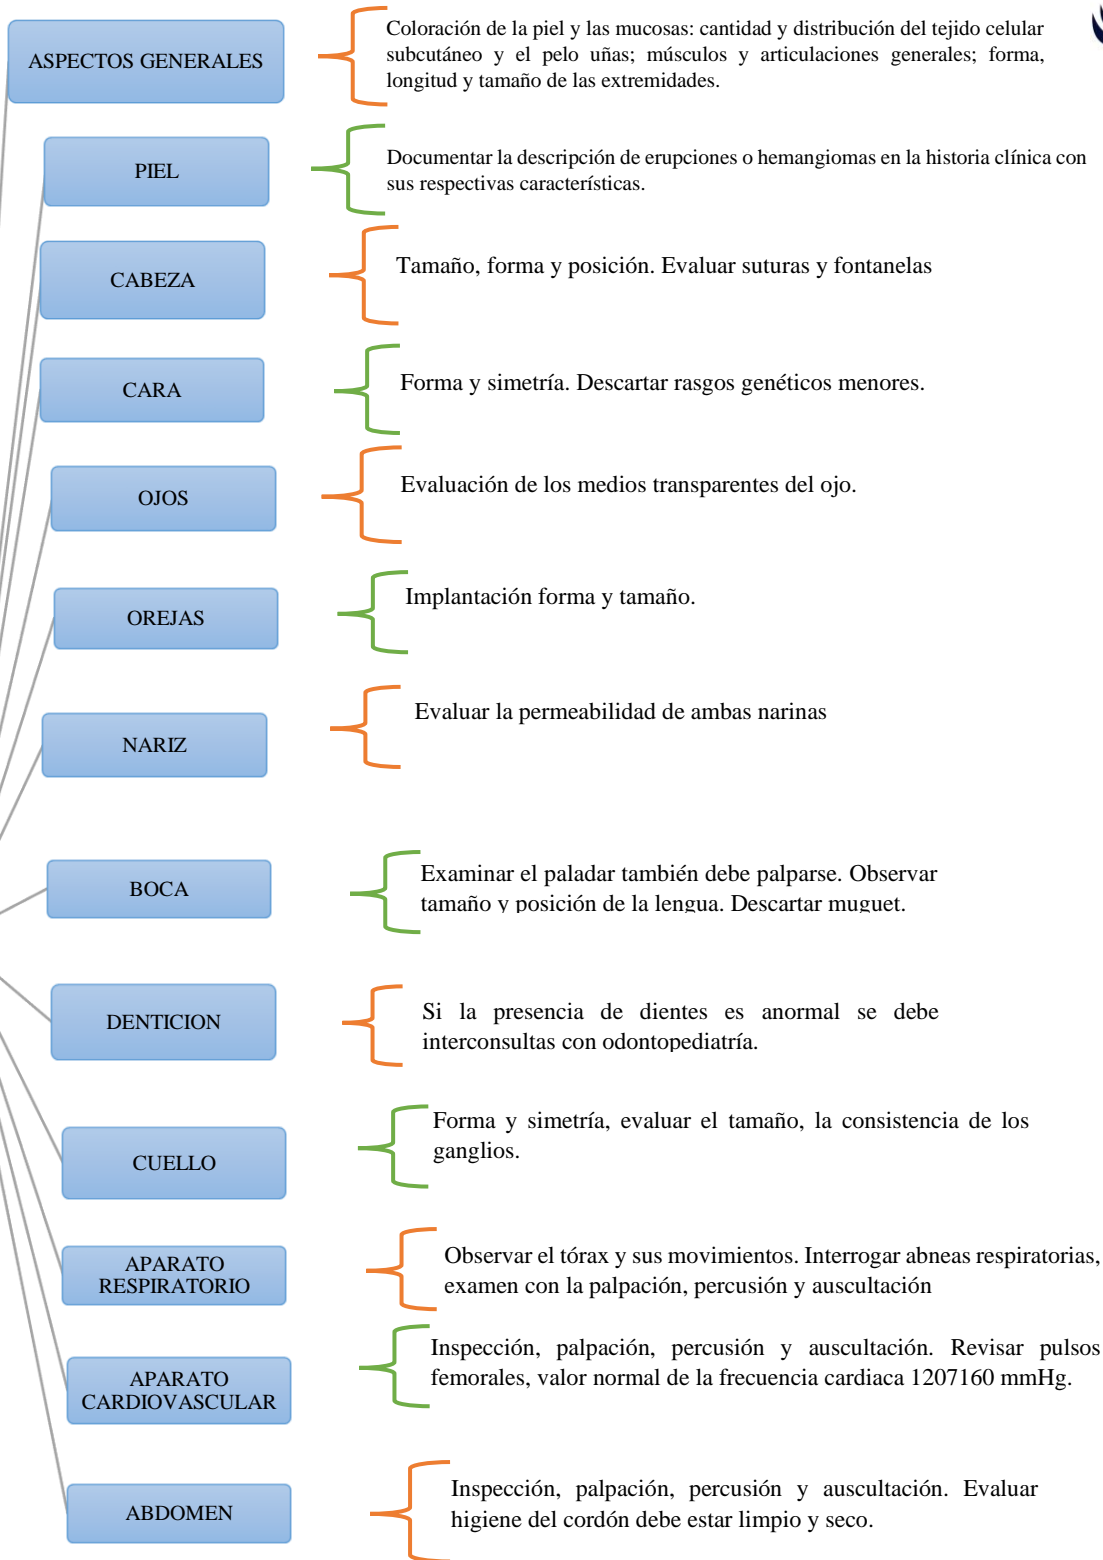 ASPECTOS GENERALES
Coloración de la piel y las mucosas: cantidad y distribución del tejido celular
subcutáneo y el pelo uñas; músculos y articulaciones generales; forma,
longitud y tamaño de las extremidades.
PIEL
Documentar la descripción de erupciones o hemangiomas en la historia clínica con
sus respectivas características.
CABEZA
Tamaño, forma y posición. Evaluar suturas y fontanelas
CARA
Forma y simetría. Descartar rasgos genéticos menores.
OJOS
Evaluación de los medios transparentes del ojo.
OREJAS
Implantación forma y tamaño.
NARIZ
Evaluar la permeabilidad de ambas narinas
BOCA
Examinar el paladar también debe palparse. Observar
tamaño y posición de la lengua. Descartar muguet.
DENTICION
Si la presencia de dientes es anormal se debe
interconsultas con odontopediatría.
CUELLO
Forma y simetría, evaluar el tamaño, la consistencia de los
ganglios.
APARATO
RESPIRATORIO
Observar el tórax y sus movimientos. Interrogar abneas respiratorias,
examen con la palpación, percusión y auscultación
APARATO
CARDIOVASCULAR
Inspección, palpación, percusión y auscultación. Revisar pulsos
femorales, valor normal de la frecuencia cardiaca 1207160 mmHg.
ABDOMEN
Inspección, palpación, percusión y auscultación. Evaluar
higiene del cordón debe estar limpio y seco.